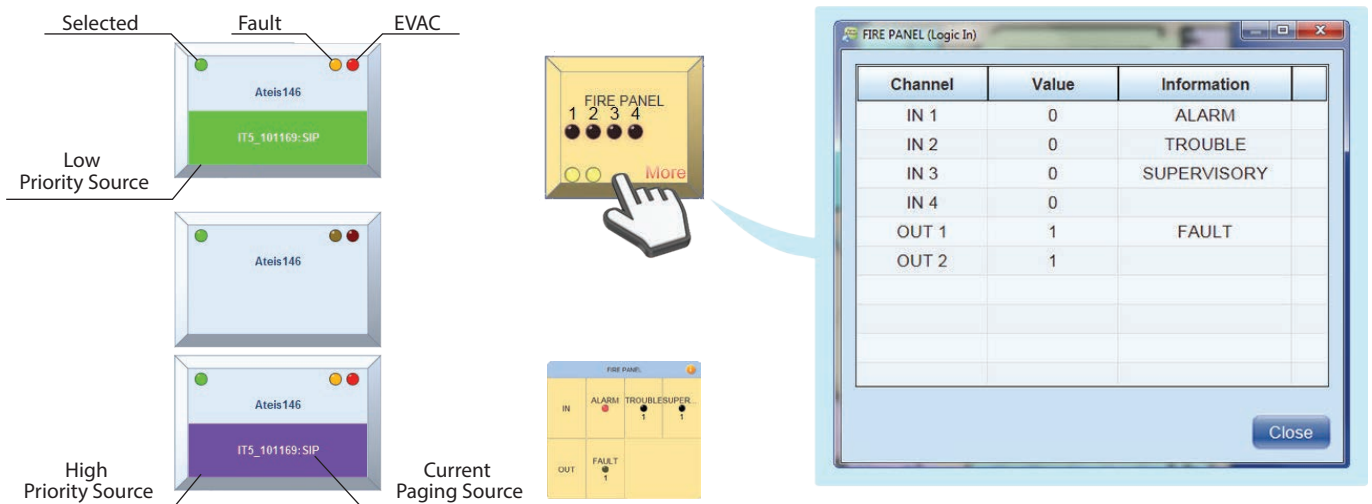 Selected
Fault
EVAC
Ateis146
IT5_101169:SIP
Low
Priority Source
Ateis146
Ateis146
IT5_101169:SIP
High
Priority Source
Current
Paging Source
FIRE PANEL
1 2 3 4
More
FIRE PANEL
IN ALARM TROUBLE SUPER...
1 1
OUT FAULT
1
FIRE PANEL (Logic In)
Channel Value Information
IN 1 0 ALARM
IN 2 0 TROUBLE
IN 3 0 SUPERVISORY
IN 4 0
OUT 1 1 FAULT
OUT 2 1
Close